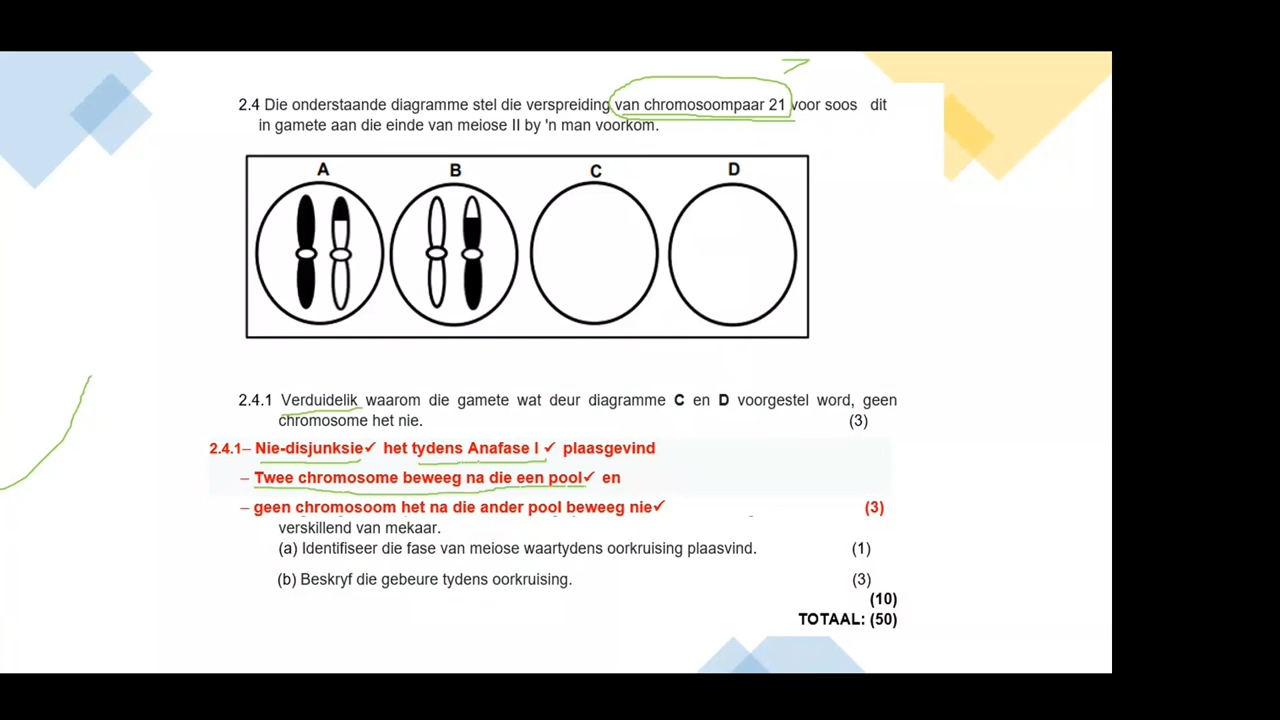 2.4 Die onderstaande diagramme stel die verspreiding van chromosoompaar 21 voor soos dit
in gamete aan die einde van meiose II by 'n man voorkom.
A B C D
2.4.1 Verduidelik waarom die gamete wat deur diagramme C en D voorgestel word, geen
chromosome het nie. (3)
2.4.1– Nie-disjunksie✓ het tydens Anafase I ✓ plaasgevind
– Twee chromosome beweeg na die een pool✓ en
– geen chromosoom het na die ander pool beweeg nie✓ (3)
verskillend van mekaar.
(a) Identifiseer die fase van meiose waartydens oorkruising plaasvind. (1)
(b) Beskryf die gebeure tydens oorkruising. (3)
(10)
TOTAAL: (50)